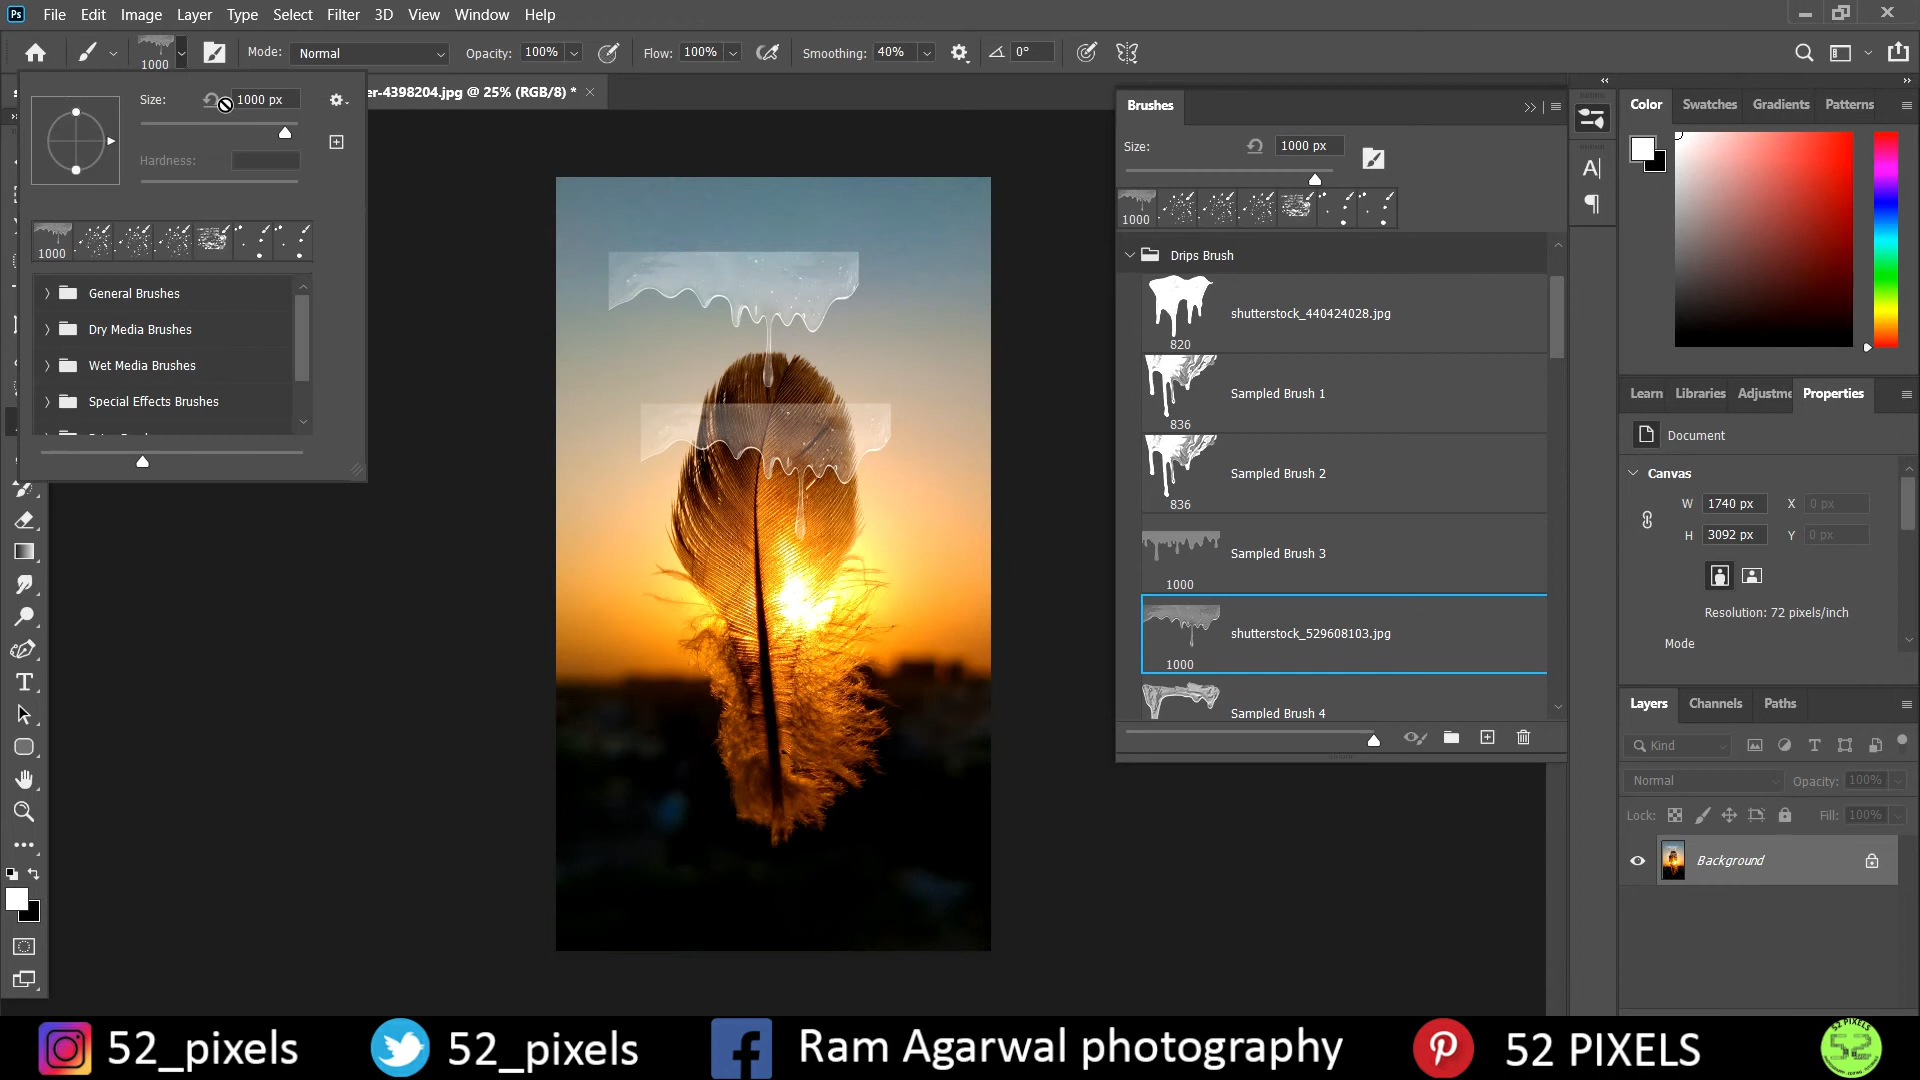 Ps File Edit Image Layer Type Select Filter 3D View Window Help
1000 Mode: Normal Opacity: 100% Flow: 100% Smoothing: 40% 0°
er-4398204.jpg @ 25% (RGB/8) *
Size: 1000 px
Hardness:
1000
General Brushes
Dry Media Brushes
Wet Media Brushes
Special Effects Brushes
Brushes
Size: 1000 px
1000
Drips Brush
shutterstock_440424028.jpg
820
Sampled Brush 1
836
Sampled Brush 2
836
Sampled Brush 3
1000
shutterstock_529608103.jpg
1000
Sampled Brush 4
Color Swatches Gradients Patterns
Learn Libraries Adjustme Properties
Document
Canvas
W 1740 px X 0 px
H 3092 px Y 0 px
Resolution: 72 pixels/inch
Mode
Layers Channels Paths
Kind
Normal Opacity: 100%
Lock: Fill: 100%
Background
52_pixels 52_pixels Ram Agarwal photography 52 PIXELS
52 PIXELS
52